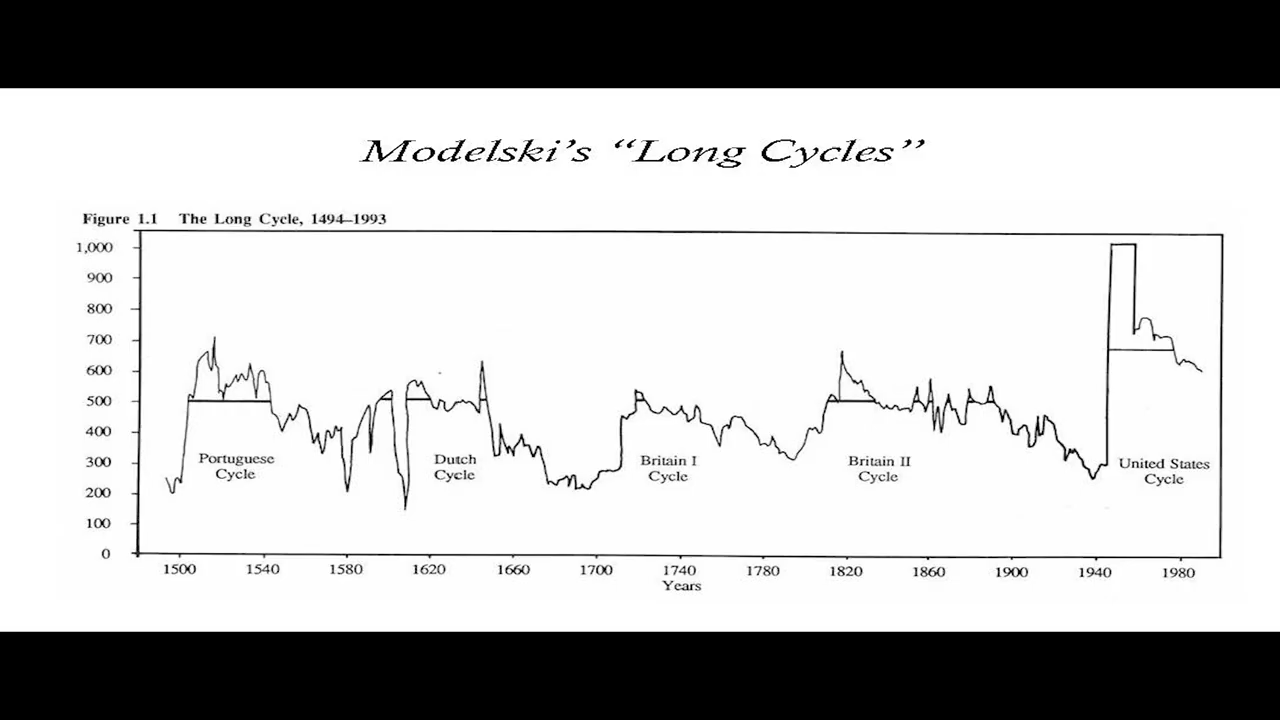 Modelski's “Long Cycles”
Figure 1.1 The Long Cycle, 1494–1993
1,000
900
800
700
600
500
400
300
200
100
0
Portuguese
Cycle
Dutch
Cycle
Britain I
Cycle
Britain II
Cycle
United States
Cycle
1500 1540 1580 1620 1660 1700 1740 1780 1820 1860 1900 1940 1980
Years